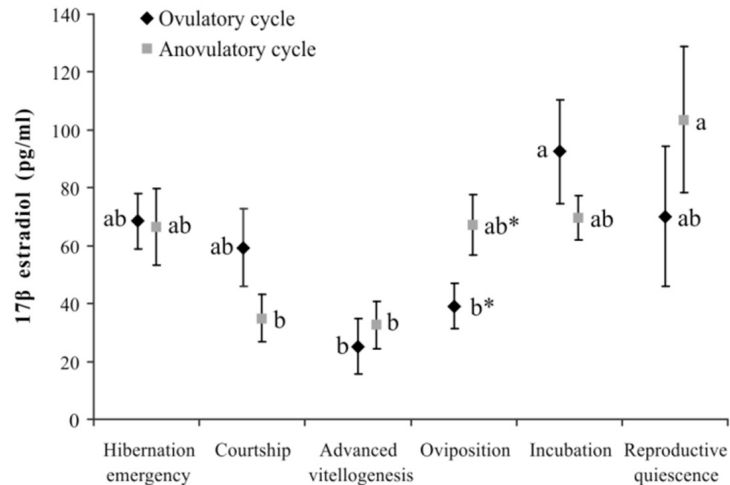 140
Ovulatory cycle
Anovulatory cycle
120
100
80
60
40
20
0
17β estradiol (pg/ml)
ab
ab
ab
b
b
b
ab*
b*
a
ab
ab
a
Hibernation
emergency
Courtship
Advanced
vitellogenesis
Oviposition
Incubation
Reproductive
quiescence